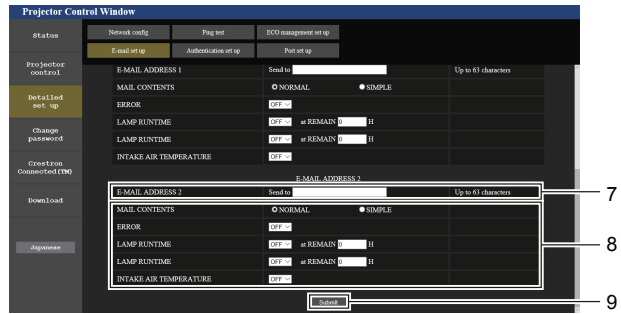 Projector Control Window
Status
Projector
control
Detailed
set up
Change
password
Crestron
Connected(TM)
Download
Japanese
Network config Ping test ECO management set up
E-mail set up Authentication set up Port set up
E-MAIL ADDRESS 1 Send to Up to 63 characters
MAIL CONTENTS NORMAL SIMPLE
ERROR OFF
LAMP RUNTIME OFF at REMAIN 0 H
LAMP RUNTIME OFF at REMAIN 0 H
INTAKE AIR TEMPERATURE OFF
E-MAIL ADDRESS 2
E-MAIL ADDRESS 2 Send to Up to 63 characters 7
MAIL CONTENTS NORMAL SIMPLE
ERROR OFF
LAMP RUNTIME OFF at REMAIN 0 H 8
LAMP RUNTIME OFF at REMAIN 0 H
INTAKE AIR TEMPERATURE OFF
Submit 9